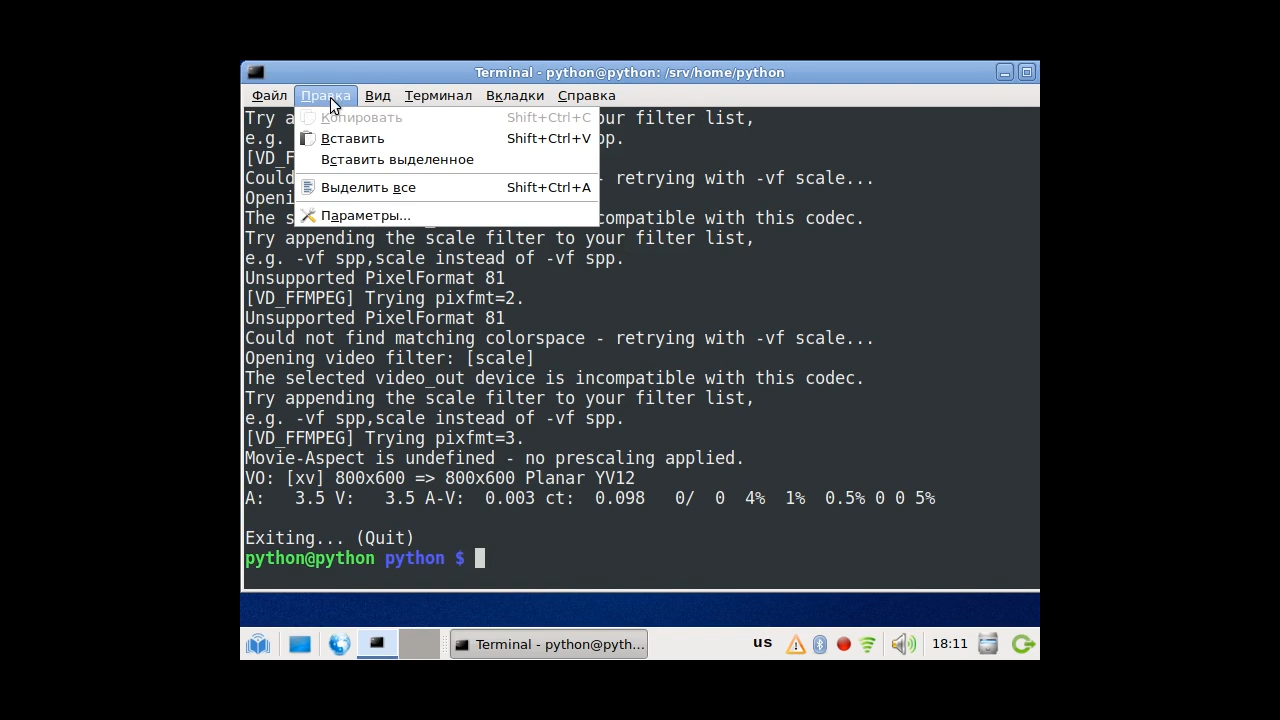 Terminal - python@python: /srv/home/python
Файл Правка Вид Терминал Вкладки Справка
Копировать Shift+Ctrl+C
Вставить Shift+Ctrl+V
Вставить выделенное
Выделить все Shift+Ctrl+A
Параметры...
Try a ur filter list,
e.g. p.
[VD_F
Could - retrying with -vf scale...
Openi
The s compatible with this codec.
Try appending the scale filter to your filter list,
e.g. -vf spp,scale instead of -vf spp.
Unsupported PixelFormat 81
[VD_FFMPEG] Trying pixfmt=2.
Unsupported PixelFormat 81
Could not find matching colorspace - retrying with -vf scale...
Opening video filter: [scale]
The selected video_out device is incompatible with this codec.
Try appending the scale filter to your filter list,
e.g. -vf spp,scale instead of -vf spp.
[VD_FFMPEG] Trying pixfmt=3.
Movie-Aspect is undefined - no prescaling applied.
VO: [xv] 800x600 => 800x600 Planar YV12
A: 3.5 V: 3.5 A-V: 0.003 ct: 0.098 0/ 0 4% 1% 0.5% 0 0 5%
Exiting... (Quit)
python@python python $
Terminal - python@pyth... us 18:11